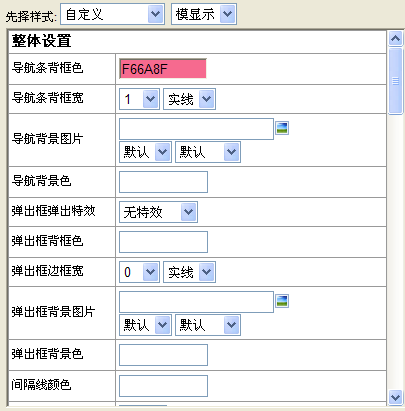 先择样式: 自定义 模显示
整体设置
导航条背框色 F66A8F
导航条背框宽 1 实线
导航背景图片
默认 默认
导航背景色
弹出框弹出特效 无特效
弹出框背框色
弹出框边框宽 0 实线
弹出框背景图片
默认 默认
弹出框背景色
间隔线颜色